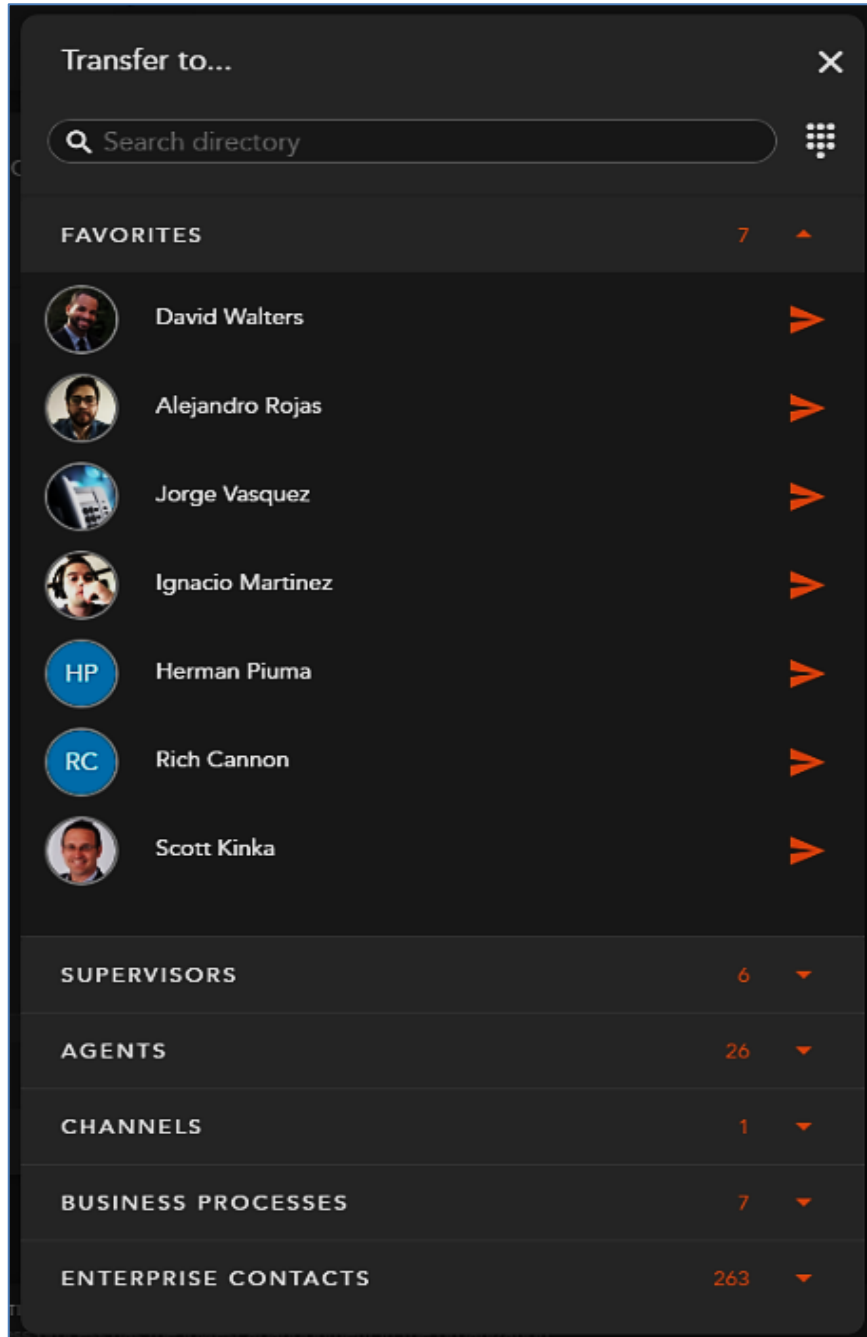 Transfer to...
Search directory
FAVORITES 7
David Walters
Alejandro Rojas
Jorge Vasquez
Ignacio Martinez
HP Herman Piuma
RC Rich Cannon
Scott Kinka
SUPERVISORS 6
AGENTS 26
CHANNELS 1
BUSINESS PROCESSES 7
ENTERPRISE CONTACTS 263